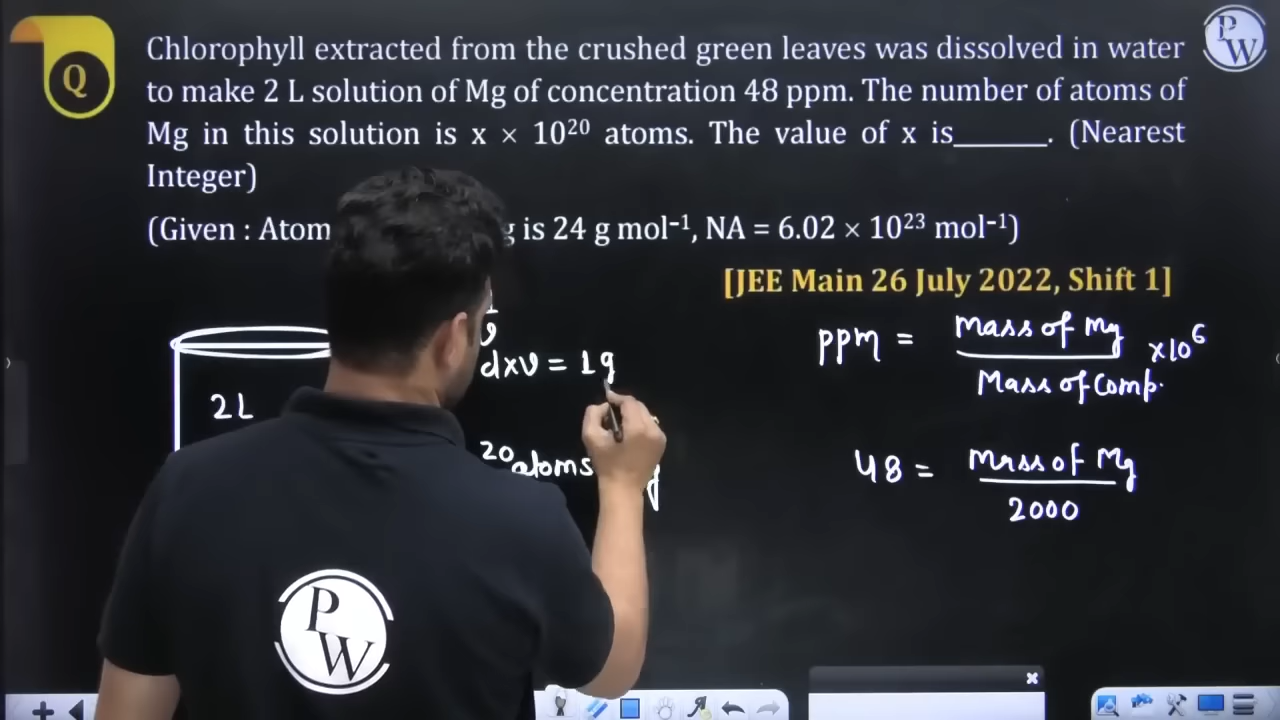 Q
Chlorophyll extracted from the crushed green leaves was dissolved in water
to make 2 L solution of Mg of concentration 48 ppm. The number of atoms of
Mg in this solution is x × 10²⁰ atoms. The value of x is______. (Nearest
Integer)
(Given : Atom is 24 g mol⁻¹, NA = 6.02 × 10²³ mol⁻¹)
[JEE Main 26 July 2022, Shift 1]
2L
d×v = 1g
20 atoms
ppm = Mass of Mg ×10⁶
Mass of Comp.
48 = Mass of Mg
2000
PW
PW